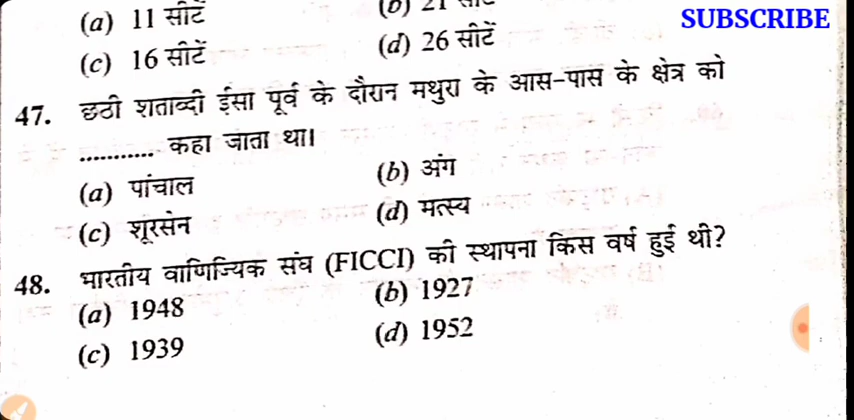 (a) 11 सीटें
(b) 21 सीटें
SUBSCRIBE
(c) 16 सीटें
(d) 26 सीटें
47. छठी शताब्दी ईसा पूर्व के दौरान मथुरा के आस-पास के क्षेत्र को
............ कहा जाता था।
(a) पांचाल
(b) अंग
(c) शूरसेन
(d) मत्स्य
48. भारतीय वाणिज्यिक संघ (FICCI) की स्थापना किस वर्ष हुई थी?
(a) 1948
(b) 1927
(c) 1939
(d) 1952